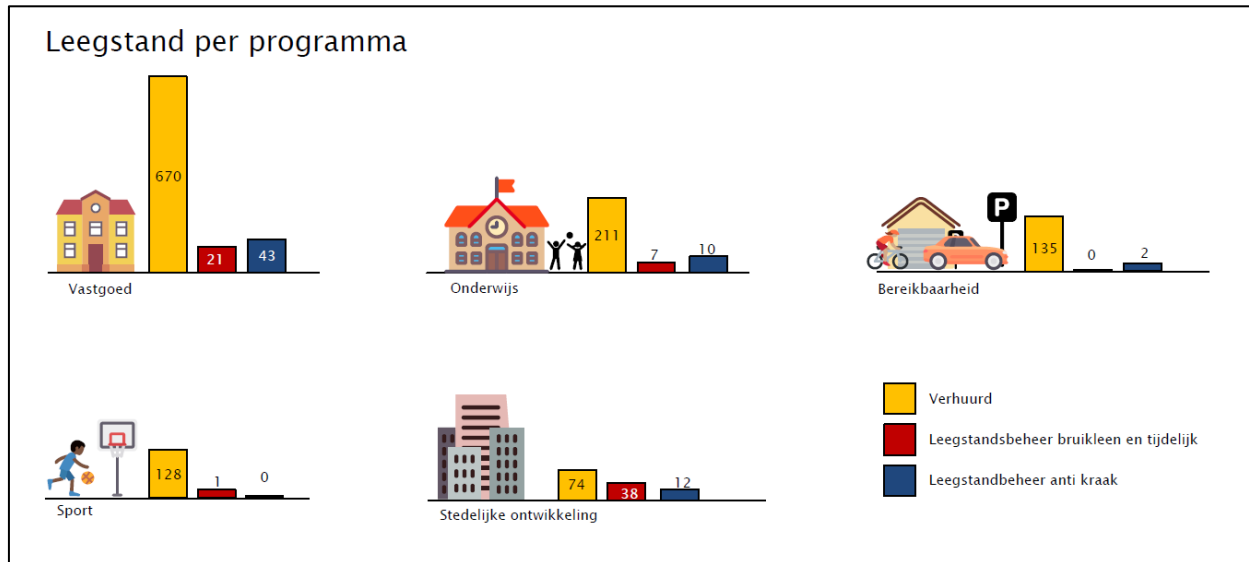 Leegstand per programma
670
21
43
Vastgoed
211
7
10
Onderwijs
P
135
0
2
Bereikbaarheid
128
1
0
Sport
74
38
12
Stedelijke ontwikkeling
Verhuurd
Leegstandsbeheer bruikleen en tijdelijk
Leegstandbeheer anti kraak